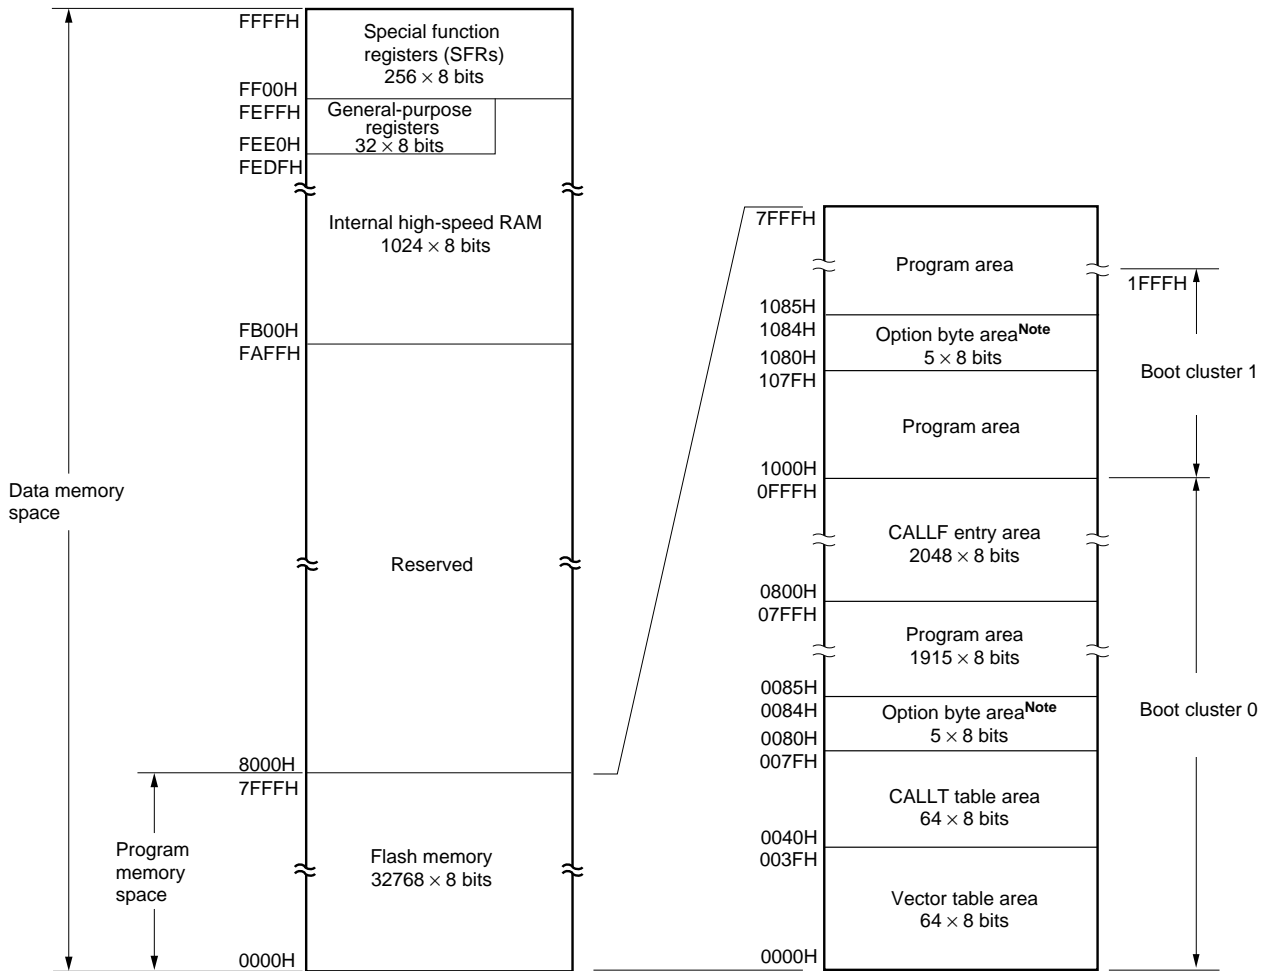 FFFFH
Special function
registers (SFRs)
256 × 8 bits
FF00H
FEFFH
General-purpose
registers
32 × 8 bits
FEE0H
FEDFH
Internal high-speed RAM
1024 × 8 bits
FB00H
FAFFH
Data memory
space
Reserved
8000H
7FFFH
Program
memory
space
Flash memory
32768 × 8 bits
0000H
7FFFH
Program area
1FFFH
1085H
1084H
Option byte areaNote
5 × 8 bits
1080H
107FH
Boot cluster 1
Program area
1000H
0FFFH
CALLF entry area
2048 × 8 bits
0800H
07FFH
Program area
1915 × 8 bits
0085H
0084H
Option byte areaNote
5 × 8 bits
Boot cluster 0
0080H
007FH
CALLT table area
64 × 8 bits
0040H
003FH
Vector table area
64 × 8 bits
0000H